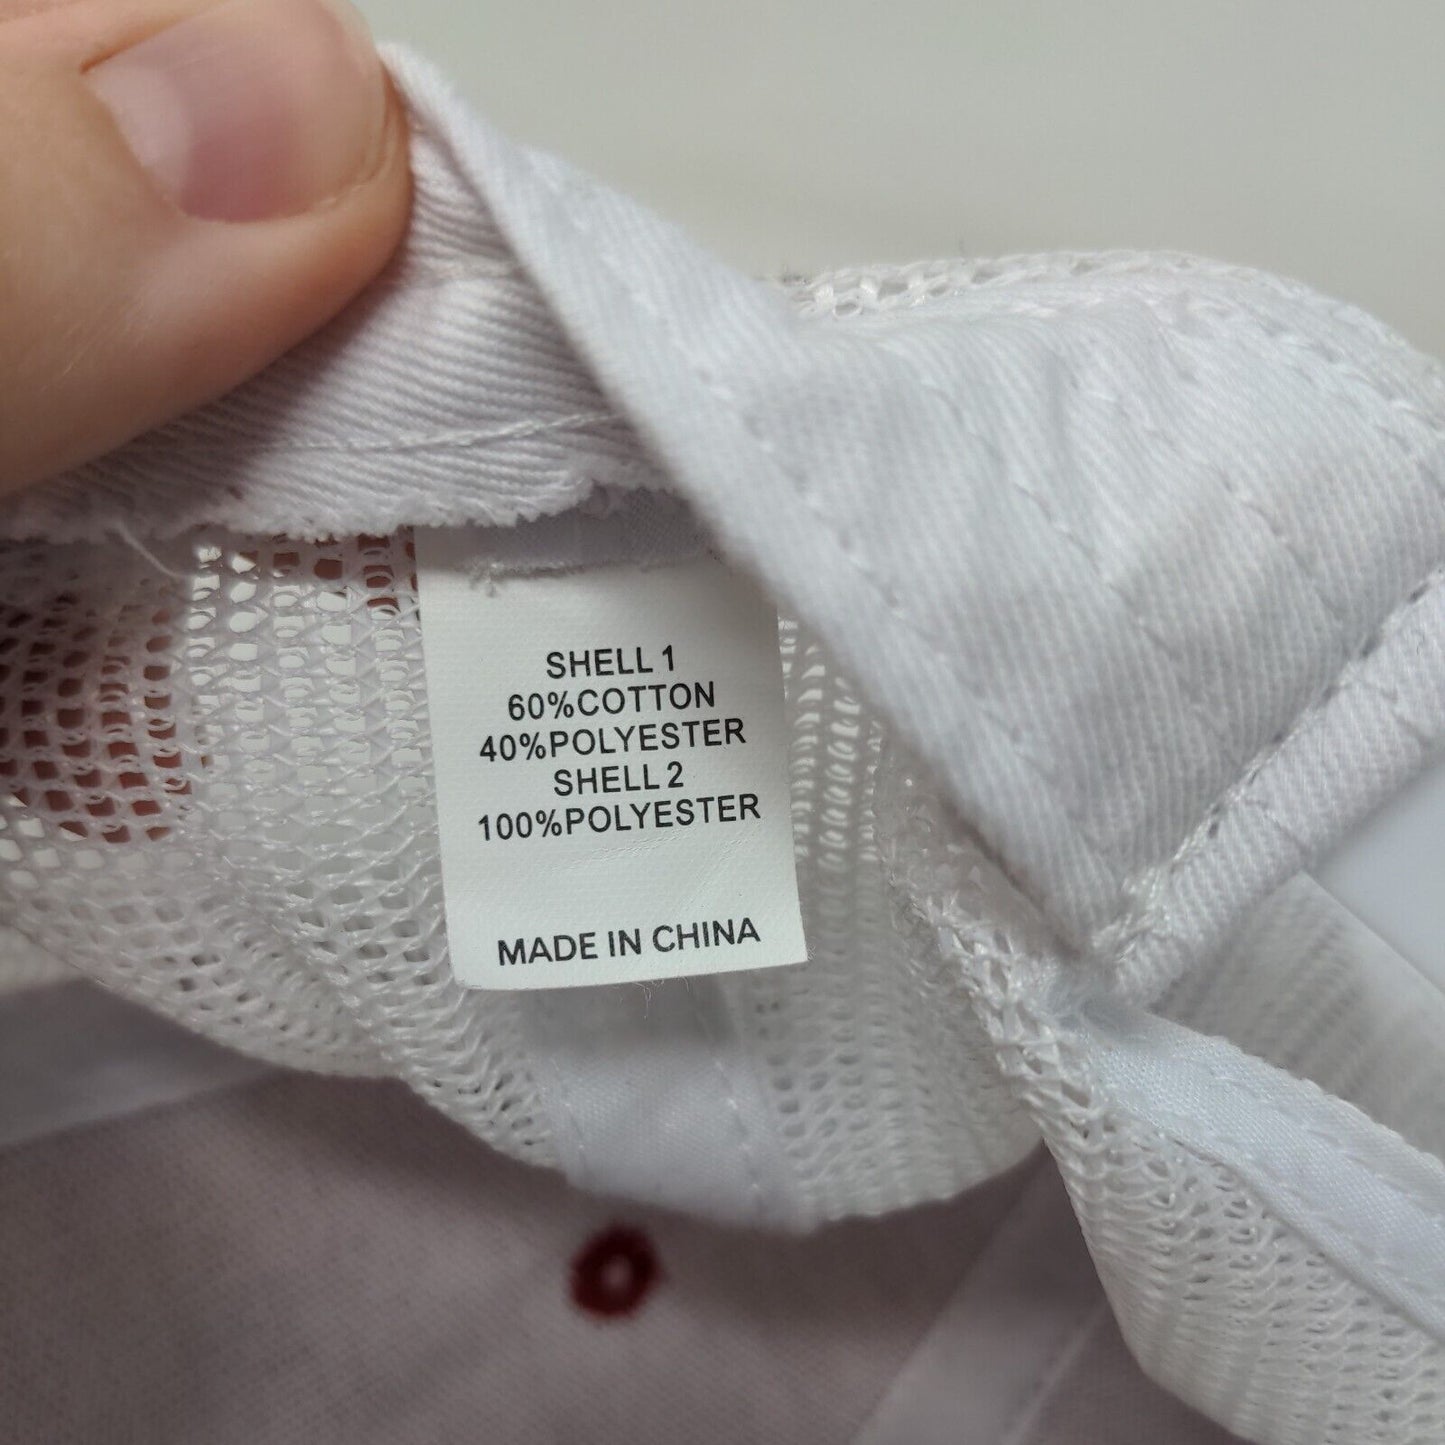 SHELL 1
60%COTTON
40%POLYESTER
SHELL 2
100%POLYESTER
MADE IN CHINA